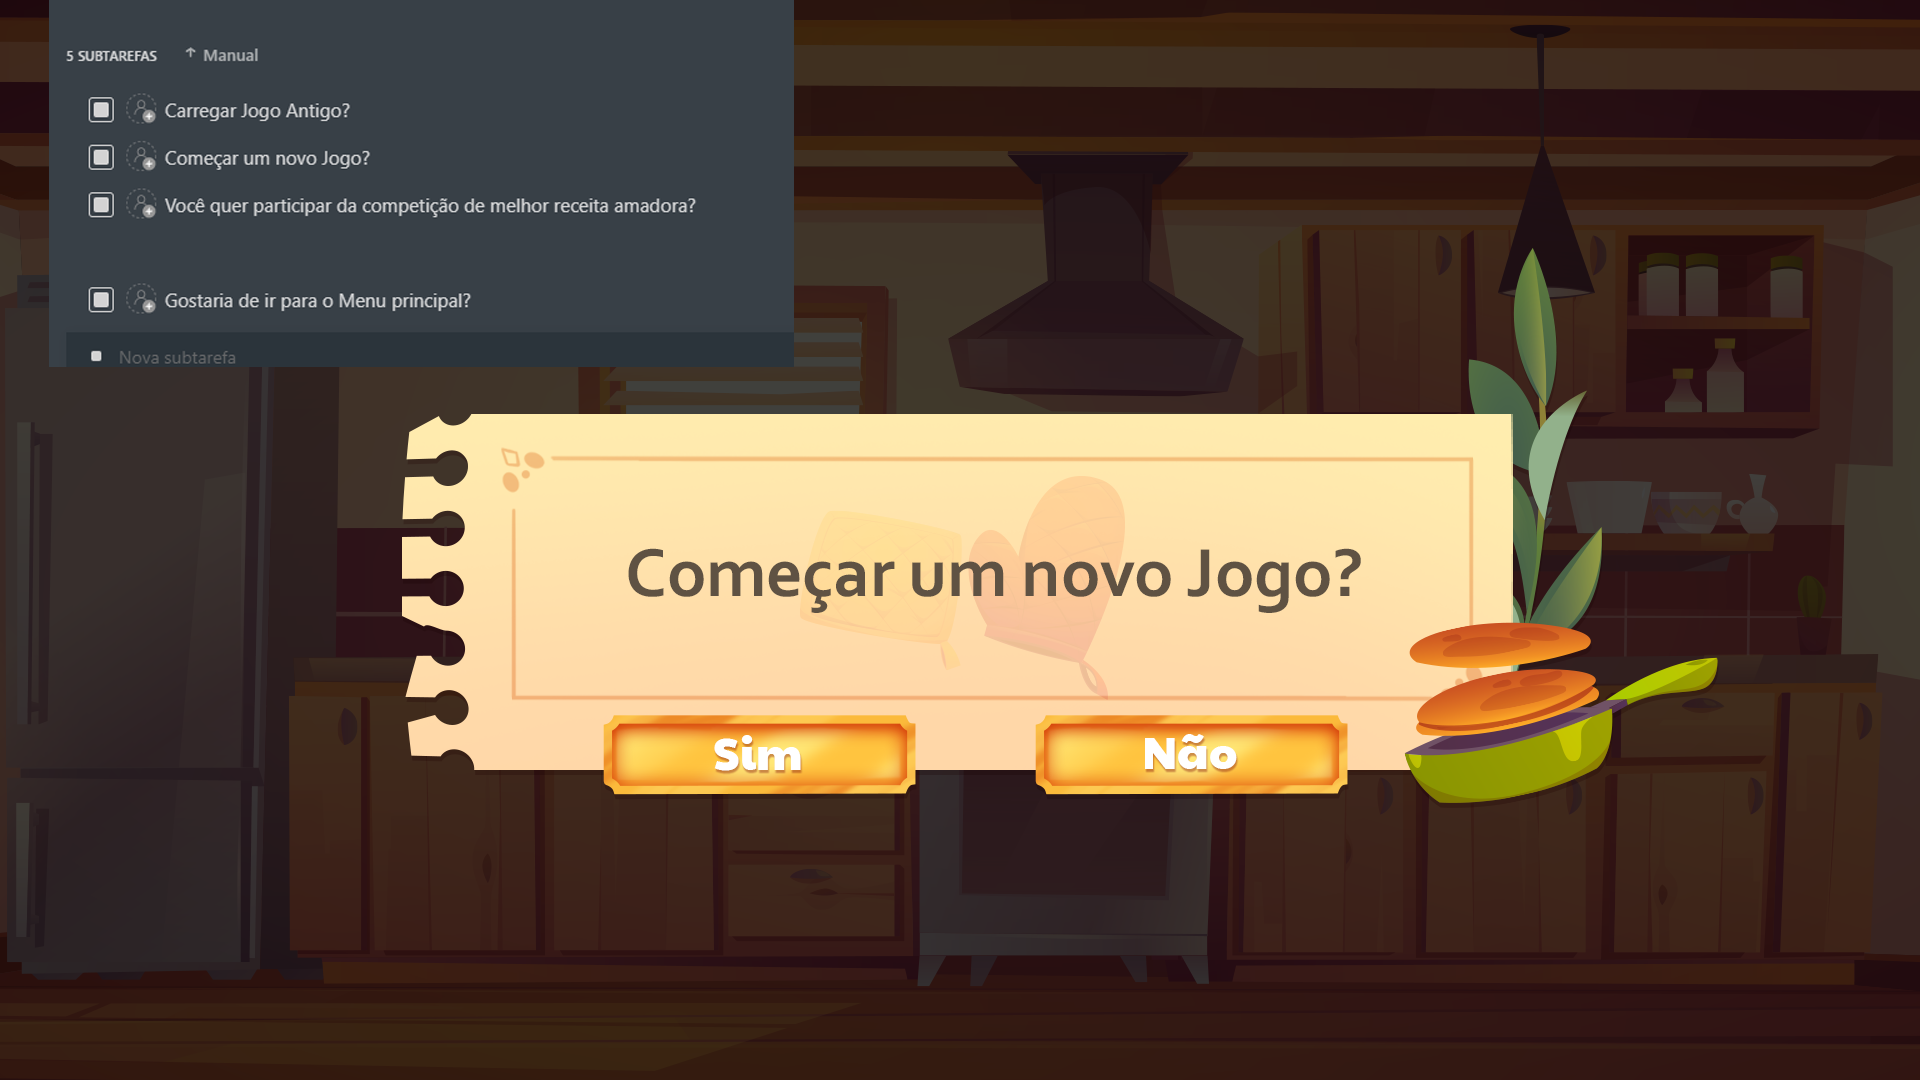 5 SUBTAREFAS ↑ Manual
Carregar Jogo Antigo?
Começar um novo Jogo?
Você quer participar da competição de melhor receita amadora?
Gostaria de ir para o Menu principal?
Nova subtarefa
Começar um novo Jogo?
Sim Não